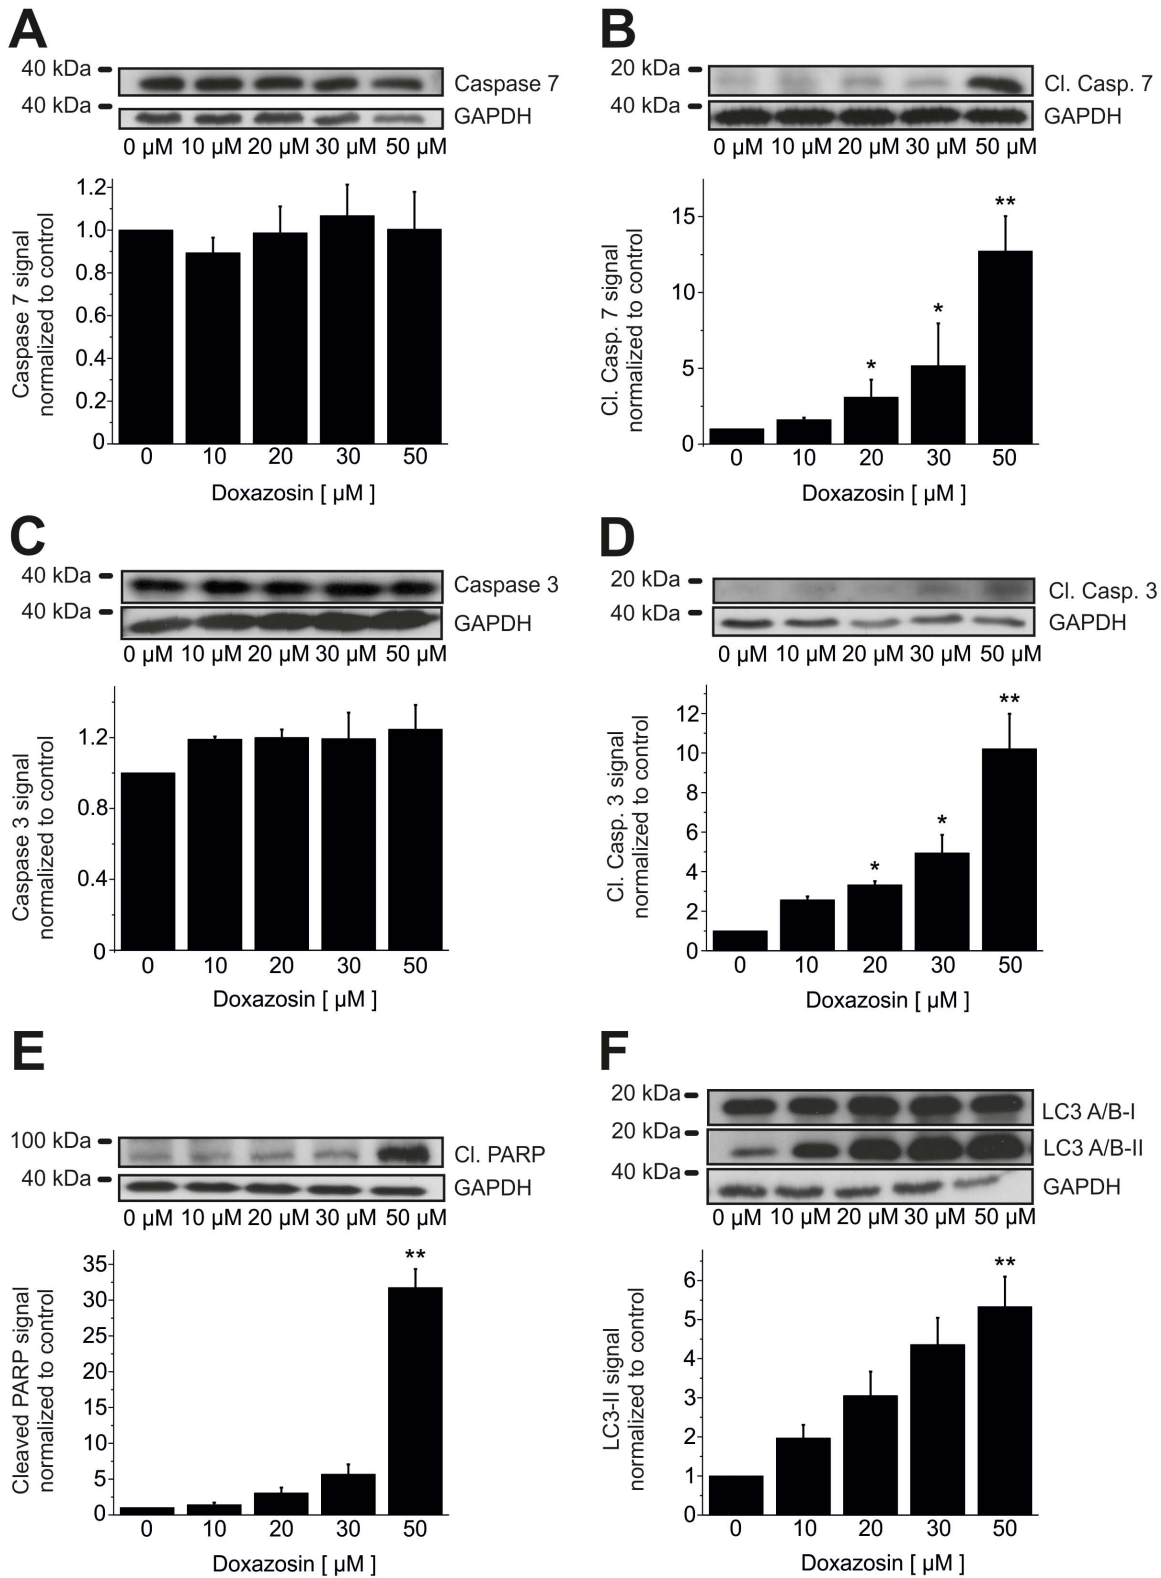 A
40 kDa
Caspase 7
40 kDa
GAPDH
0 µM 10 µM 20 µM 30 µM 50 µM
Caspase 7 signal
normalized to control
1.2
1.0
0.8
0.6
0.4
0.2
0
0 10 20 30 50
Doxazosin [ µM ]
B
20 kDa
Cl. Casp. 7
40 kDa
GAPDH
0 µM 10 µM 20 µM 30 µM 50 µM
Cl. Casp. 7 signal
normalized to control
15
10
5
0
*
*
**
0 10 20 30 50
Doxazosin [ µM ]
C
40 kDa
Caspase 3
40 kDa
GAPDH
0 µM 10 µM 20 µM 30 µM 50 µM
Caspase 3 signal
normalized to control
1.2
0.8
0.4
0
0 10 20 30 50
Doxazosin [ µM ]
D
20 kDa
Cl. Casp. 3
40 kDa
GAPDH
0 µM 10 µM 20 µM 30 µM 50 µM
Cl. Casp. 3 signal
normalized to control
12
10
8
6
4
2
0
*
*
**
0 10 20 30 50
Doxazosin [ µM ]
E
100 kDa
Cl. PARP
40 kDa
GAPDH
0 µM 10 µM 20 µM 30 µM 50 µM
Cleaved PARP signal
normalized to control
35
30
25
20
15
10
5
0
**
0 10 20 30 50
Doxazosin [ µM ]
F
20 kDa
LC3 A/B-I
20 kDa
LC3 A/B-II
40 kDa
GAPDH
0 µM 10 µM 20 µM 30 µM 50 µM
LC3-II signal
normalized to control
6
5
4
3
2
1
0
**
0 10 20 30 50
Doxazosin [ µM ]